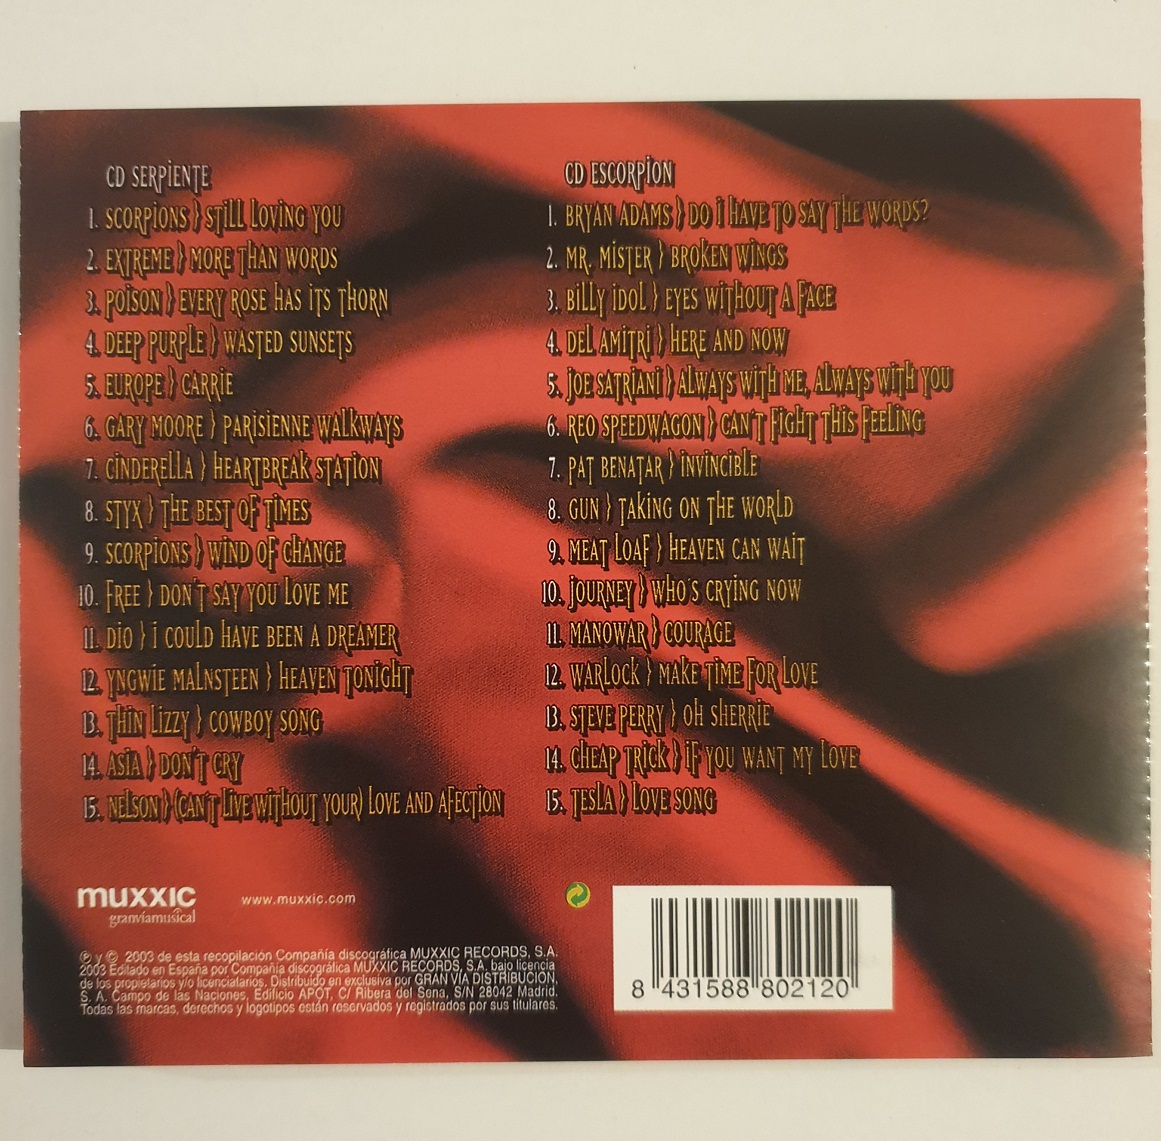 CD SERPIENTE
1. SCORPIONS } STILL LOVING YOU
2. EXTREME } MORE THAN WORDS
3. POISON } EVERY ROSE HAS ITS THORN
4. DEEP PURPLE } WASTED SUNSETS
5. EUROPE } CARRIE
6. GARY MOORE } PARISIENNE WALKWAYS
7. CINDERELLA } HEARTBREAK STATION
8. STYX } THE BEST OF TIMES
9. SCORPIONS } WIND OF CHANGE
10. FREE } DON'T SAY YOU LOVE ME
11. DIO } I COULD HAVE BEEN A DREAMER
12. YNGWIE MALNSTEEN } HEAVEN TONIGHT
13. THIN LIZZY } COWBOY SONG
14. ASIA } DON'T CRY
15. NELSON } (CAN'T LIVE WITHOUT YOUR) LOVE AND AFECTION
CD ESCORPION
1. BRYAN ADAMS } DO I HAVE TO SAY THE WORDS?
2. MR. MISTER } BROKEN WINGS
3. BILLY IDOL } EYES WITHOUT A FACE
4. DEL AMITRI } HERE AND NOW
5. JOE SATRIANI } ALWAYS WITH ME, ALWAYS WITH YOU
6. REO SPEEDWAGON } CAN'T FIGHT THIS FEELING
7. PAT BENATAR } INVINCIBLE
8. GUN } TAKING ON THE WORLD
9. MEAT LOAF } HEAVEN CAN WAIT
10. JOURNEY } WHO'S CRYING NOW
11. MANOWAR } COURAGE
12. WARLOCK } MAKE TIME FOR LOVE
13. STEVE PERRY } OH SHERRIE
14. CHEAP TRICK } IF YOU WANT MY LOVE
15. TESLA } LOVE SONG
muxxic
granvíamusical
www.muxxic.com
℗ y © 2003 de esta recopilación Compañía discográfica MUXXIC RECORDS, S.A.
2003 Editado en España por Compañía discográfica MUXXIC RECORDS, S.A. bajo licencia
de los propietarios y/o licenciatarios. Distribuido en exclusiva por GRAN VÍA DISTRIBUCIÓN,
S. A. Campo de las Naciones, Edificio APOT, C/ Ribera del Sena, S/N 28042 Madrid.
Todas las marcas, derechos y logotipos están reservados y registrados por sus titulares.
8 431588 802120